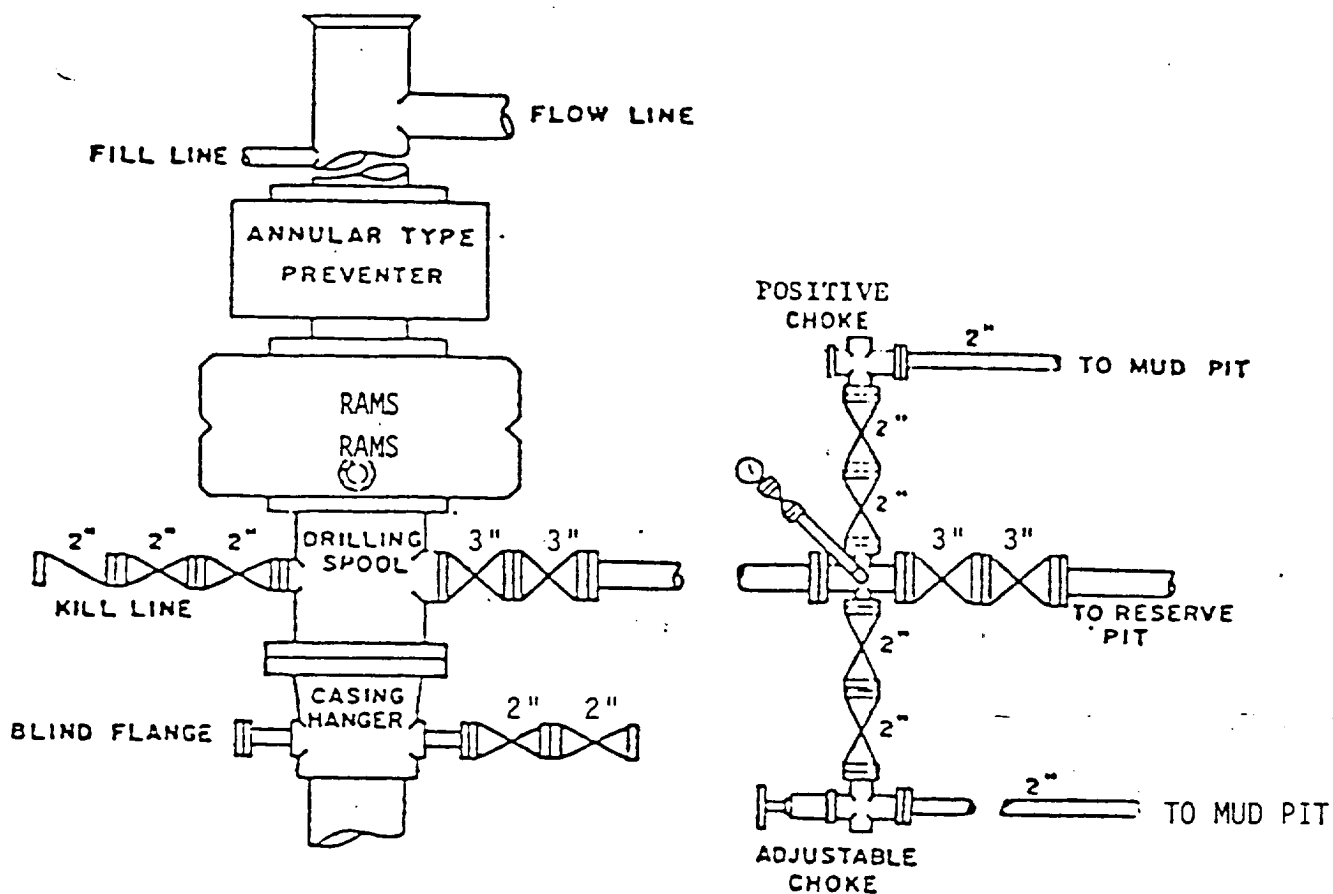 FLOW LINE
FILL LINE
ANNULAR TYPE
PREVENTER
RAMS
RAMS
DRILLING
SPOOL
2" 2" 2"
3" 3"
KILL LINE
CASING
HANGER
BLIND FLANGE
2" 2"
POSITIVE
CHOKE
2"
TO MUD PIT
2"
2"
3" 3"
TO RESERVE
PIT
2"
2"
2"
TO MUD PIT
ADJUSTABLE
CHOKE